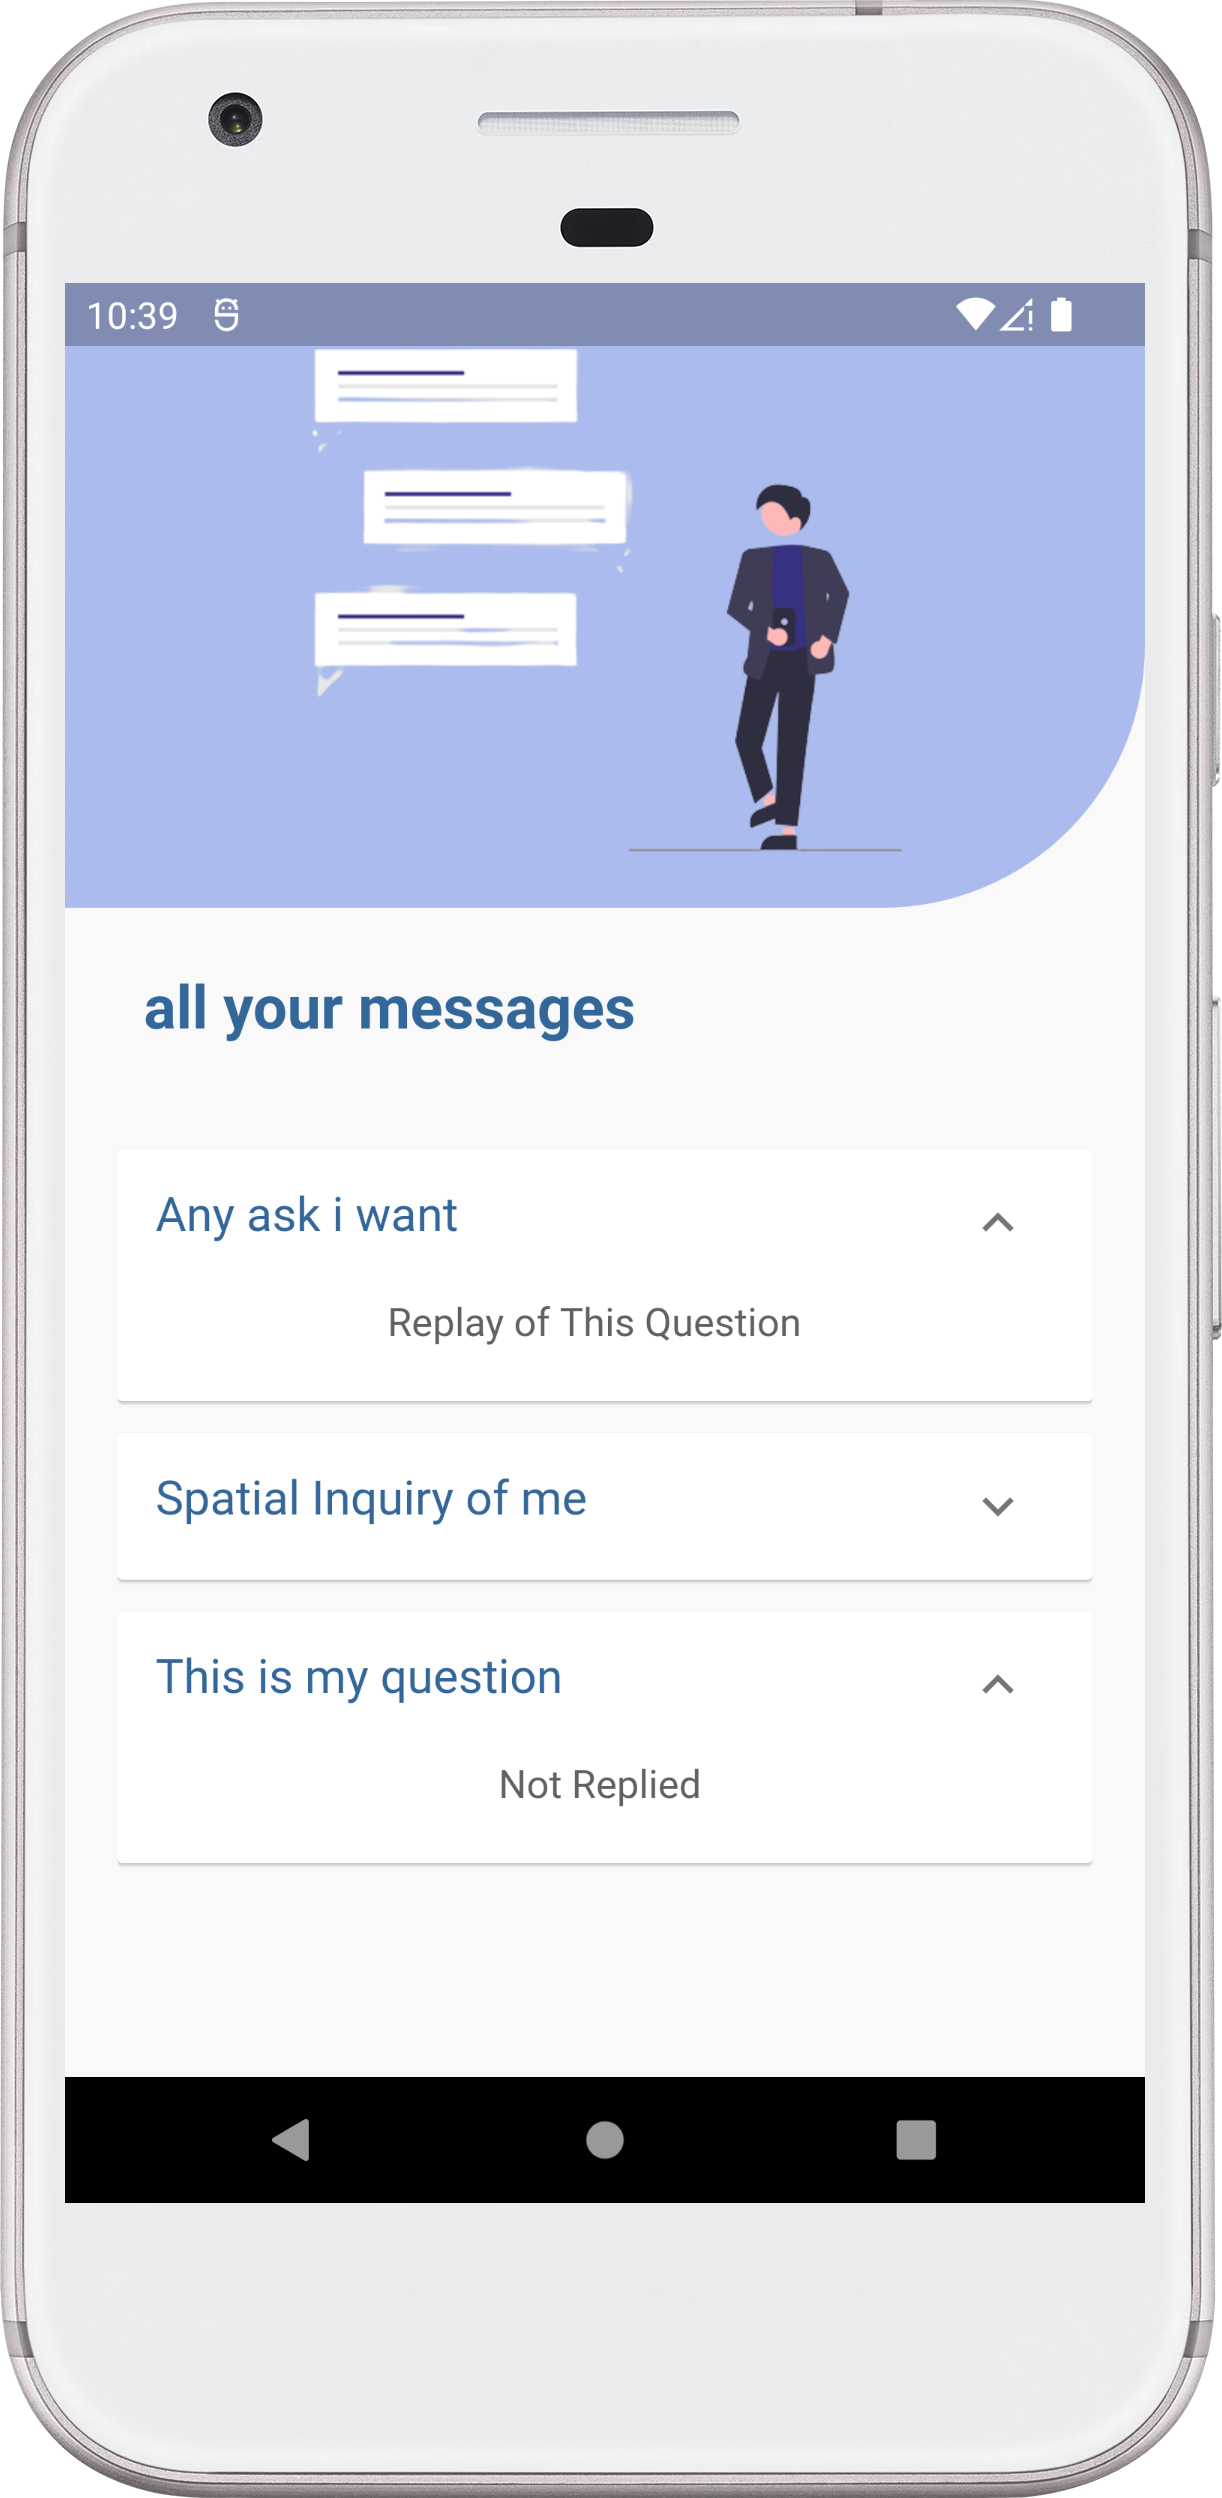 10:39
all your messages
Any ask i want
Replay of This Question
Spatial Inquiry of me
This is my question
Not Replied